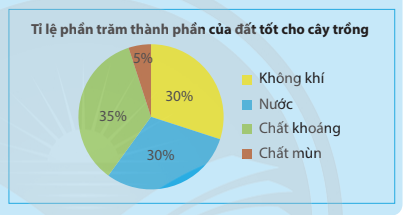 Tỉ lệ phần trăm thành phần của đất tốt cho cây trồng
5%
30%
35%
30%
Không khí
Nước
Chất khoáng
Chất mùn